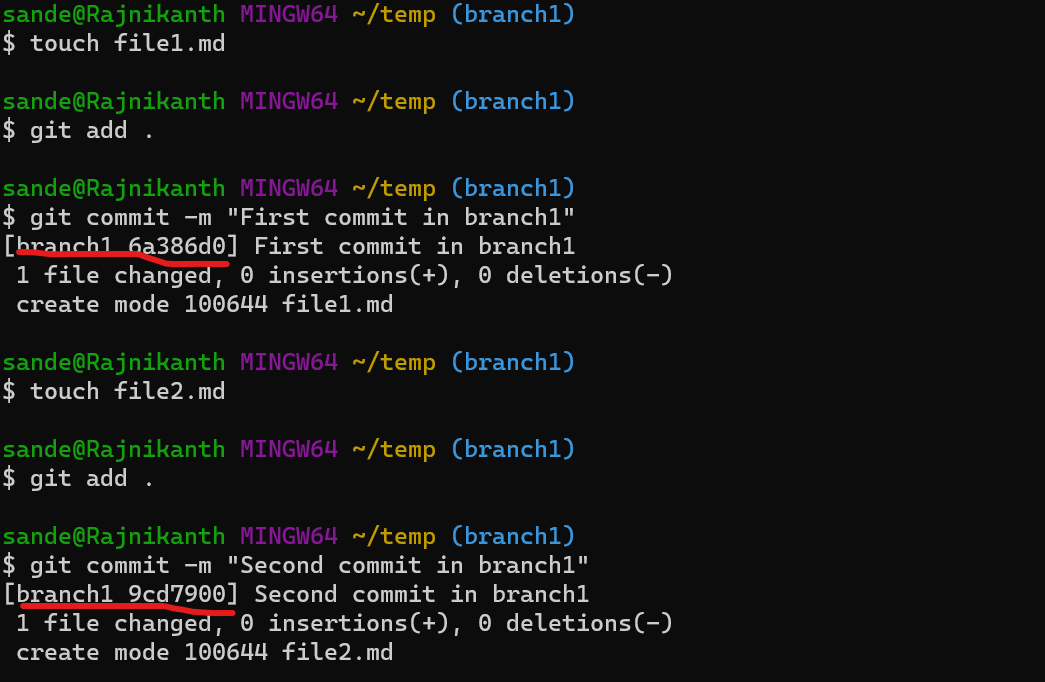 sande@Rajnikanth MINGW64 ~/temp (branch1)
$ touch file1.md
sande@Rajnikanth MINGW64 ~/temp (branch1)
$ git add .
sande@Rajnikanth MINGW64 ~/temp (branch1)
$ git commit -m "First commit in branch1"
[branch1 6a386d0] First commit in branch1
 1 file changed, 0 insertions(+), 0 deletions(-)
 create mode 100644 file1.md
sande@Rajnikanth MINGW64 ~/temp (branch1)
$ touch file2.md
sande@Rajnikanth MINGW64 ~/temp (branch1)
$ git add .
sande@Rajnikanth MINGW64 ~/temp (branch1)
$ git commit -m "Second commit in branch1"
[branch1 9cd7900] Second commit in branch1
 1 file changed, 0 insertions(+), 0 deletions(-)
 create mode 100644 file2.md